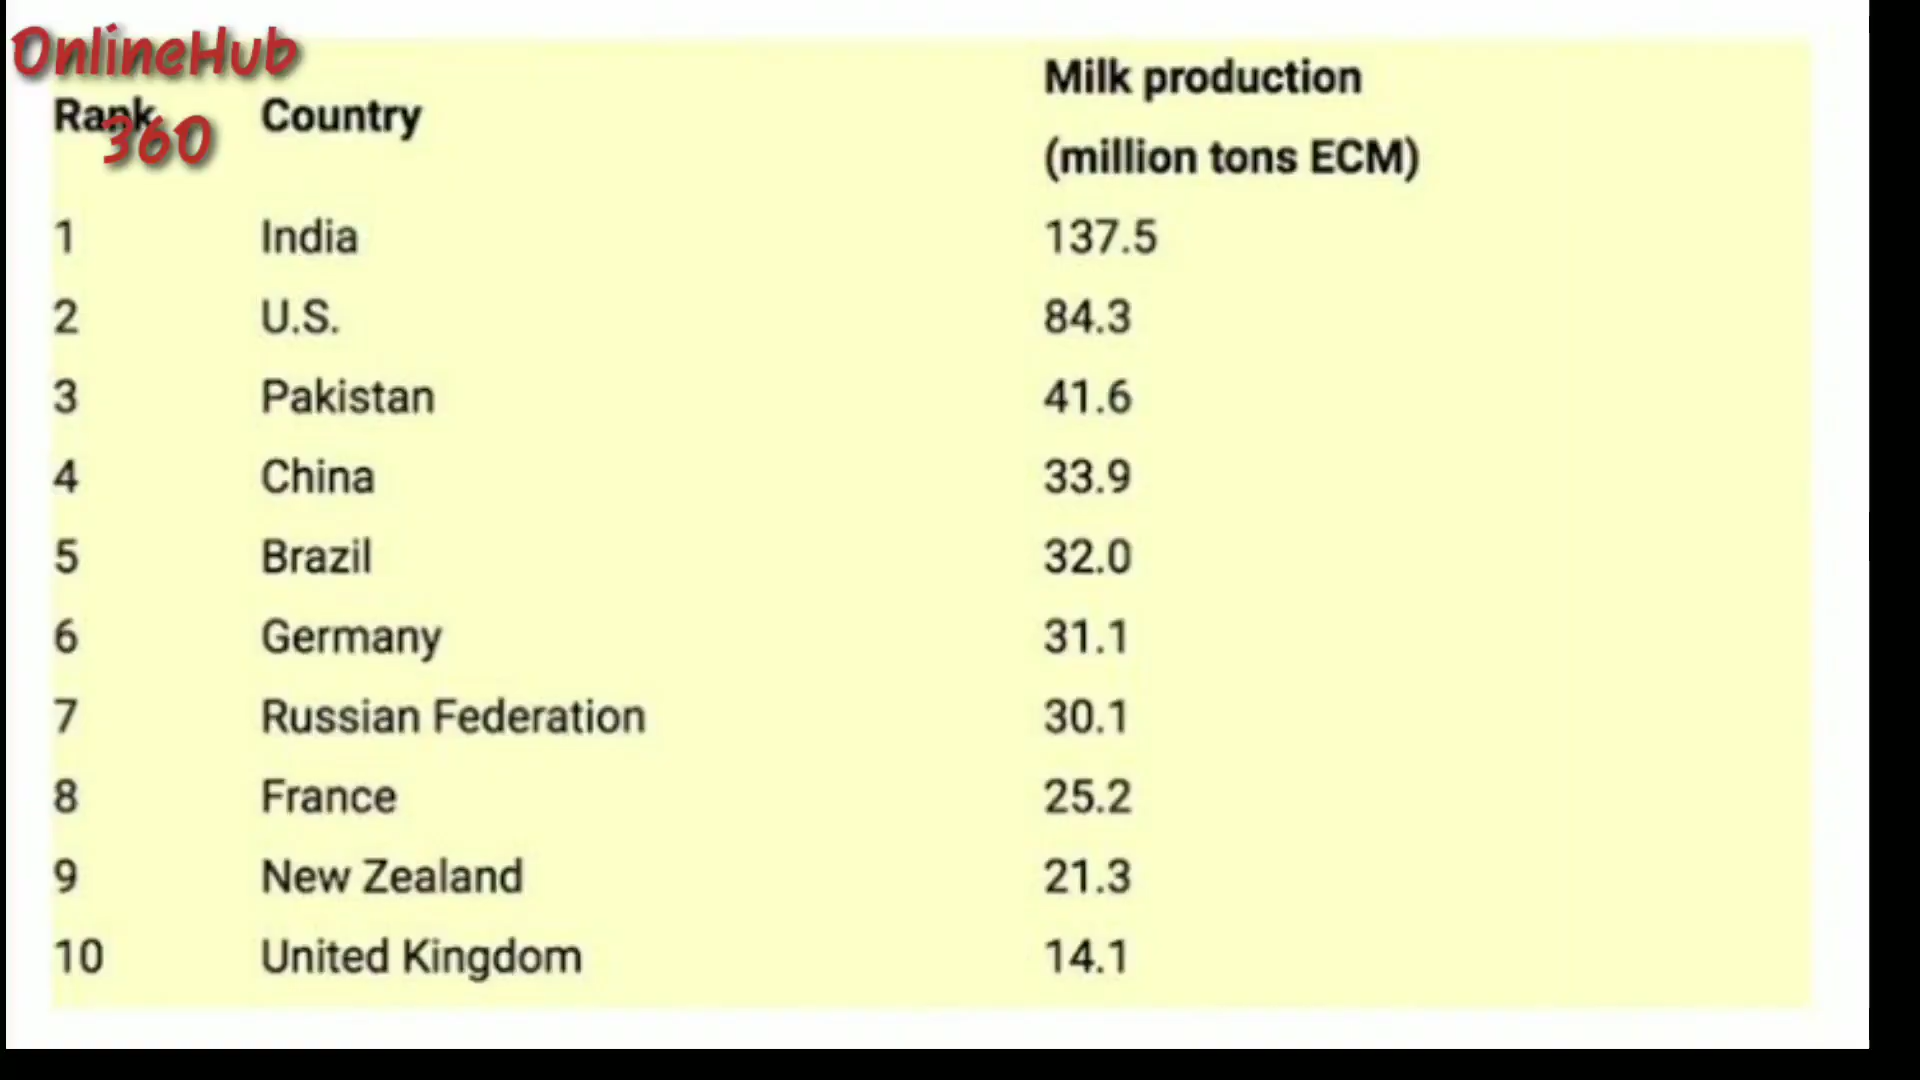 OnlineHub
360
Rank Country Milk production
(million tons ECM)
1 India 137.5
2 U.S. 84.3
3 Pakistan 41.6
4 China 33.9
5 Brazil 32.0
6 Germany 31.1
7 Russian Federation 30.1
8 France 25.2
9 New Zealand 21.3
10 United Kingdom 14.1